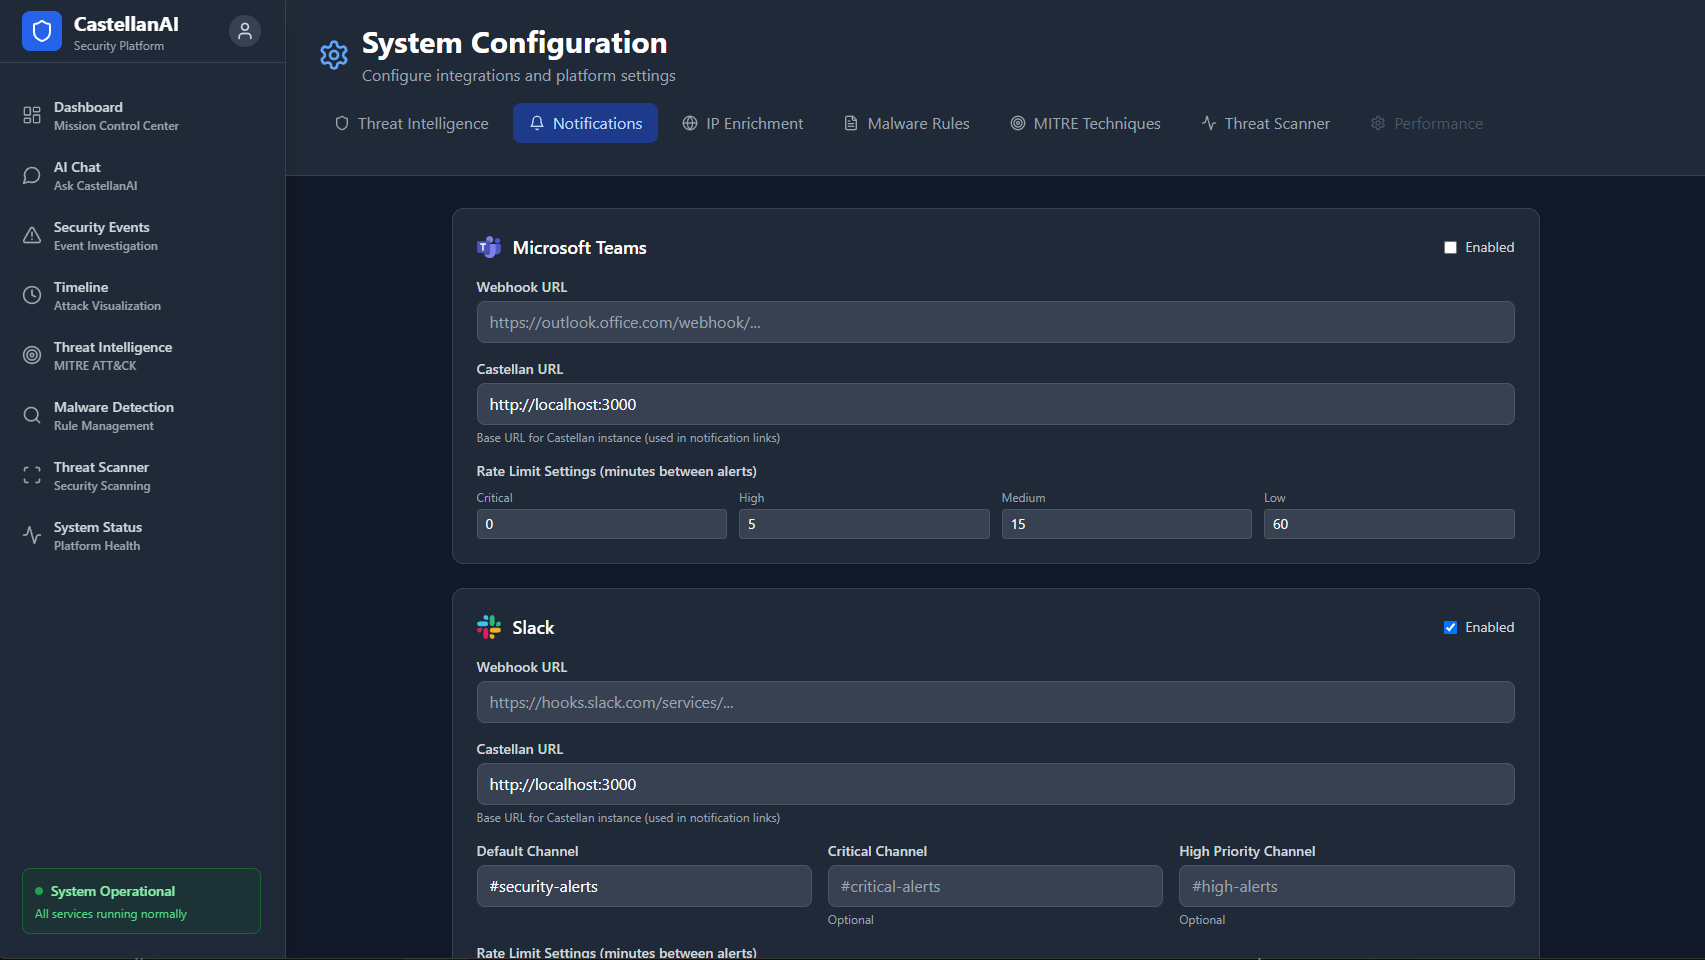 CastellanAI
Security Platform
Dashboard
Mission Control Center
AI Chat
Ask CastellanAI
Security Events
Event Investigation
Timeline
Attack Visualization
Threat Intelligence
MITRE ATT&CK
Malware Detection
Rule Management
Threat Scanner
Security Scanning
System Status
Platform Health
System Operational
All services running normally
System Configuration
Configure integrations and platform settings
Threat Intelligence
Notifications
IP Enrichment
Malware Rules
MITRE Techniques
Threat Scanner
Performance
Microsoft Teams
Enabled
Webhook URL
https://outlook.office.com/webhook/...
Castellan URL
http://localhost:3000
Base URL for Castellan instance (used in notification links)
Rate Limit Settings (minutes between alerts)
Critical High Medium Low
0 5 15 60
Slack
Enabled
Webhook URL
https://hooks.slack.com/services/...
Castellan URL
http://localhost:3000
Base URL for Castellan instance (used in notification links)
Default Channel Critical Channel High Priority Channel
#security-alerts #critical-alerts #high-alerts
Optional Optional
Rate Limit Settings (minutes between alerts)